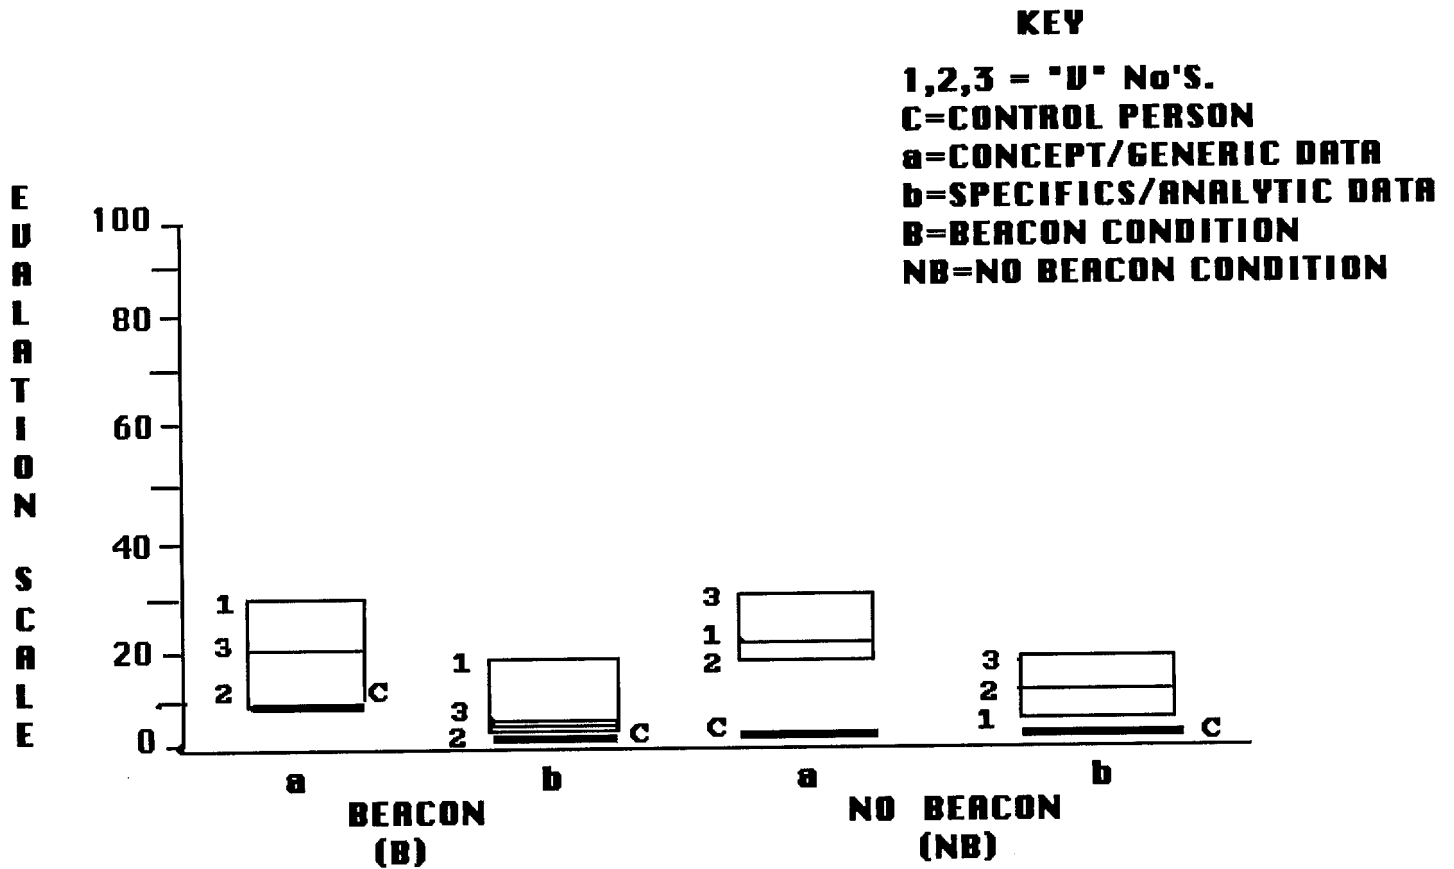 KEY
1,2,3 = "V" No'S.
C=CONTROL PERSON
a=CONCEPT/GENERIC DATA
b=SPECIFICS/ANALYTIC DATA
B=BEACON CONDITION
NB=NO BEACON CONDITION
EVALATION SCALE
100
80
60
40
20
0
1
3
2
C
1
3
2
C
3
1
2
C
3
2
1
C
a
b
a
b
BEACON
NO BEACON
(B)
(NB)